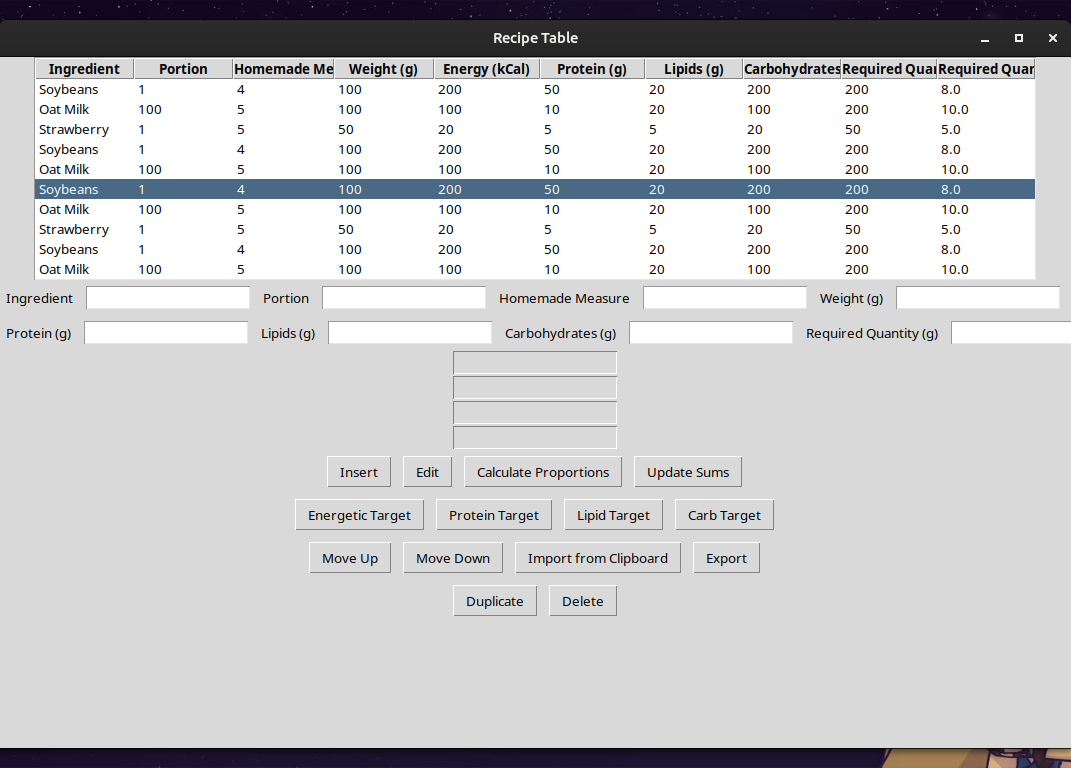 Recipe Table
Ingredient Portion Homemade Me Weight (g) Energy (kCal) Protein (g) Lipids (g) Carbohydrates Required Quar Required Quar
Soybeans 1 4 100 200 50 20 200 200 8.0
Oat Milk 100 5 100 100 10 20 100 200 10.0
Strawberry 1 5 50 20 5 5 20 50 5.0
Soybeans 1 4 100 200 50 20 200 200 8.0
Oat Milk 100 5 100 100 10 20 100 200 10.0
Soybeans 1 4 100 200 50 20 200 200 8.0
Oat Milk 100 5 100 100 10 20 100 200 10.0
Strawberry 1 5 50 20 5 5 20 50 5.0
Soybeans 1 4 100 200 50 20 200 200 8.0
Oat Milk 100 5 100 100 10 20 100 200 10.0
Ingredient Portion Homemade Measure Weight (g)
Protein (g) Lipids (g) Carbohydrates (g) Required Quantity (g)
Insert Edit Calculate Proportions Update Sums
Energetic Target Protein Target Lipid Target Carb Target
Move Up Move Down Import from Clipboard Export
Duplicate Delete